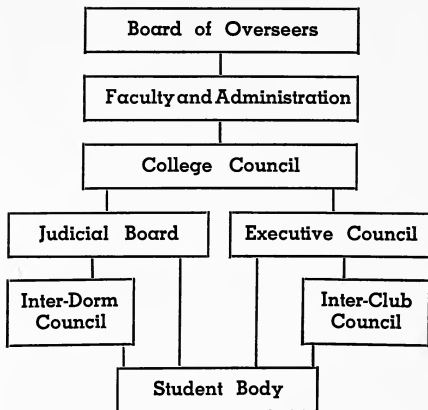 Board of Overseers
Faculty and Administration
College Council
Judicial Board
Executive Council
Inter-Dorm
Council
Inter-Club
Council
Student Body